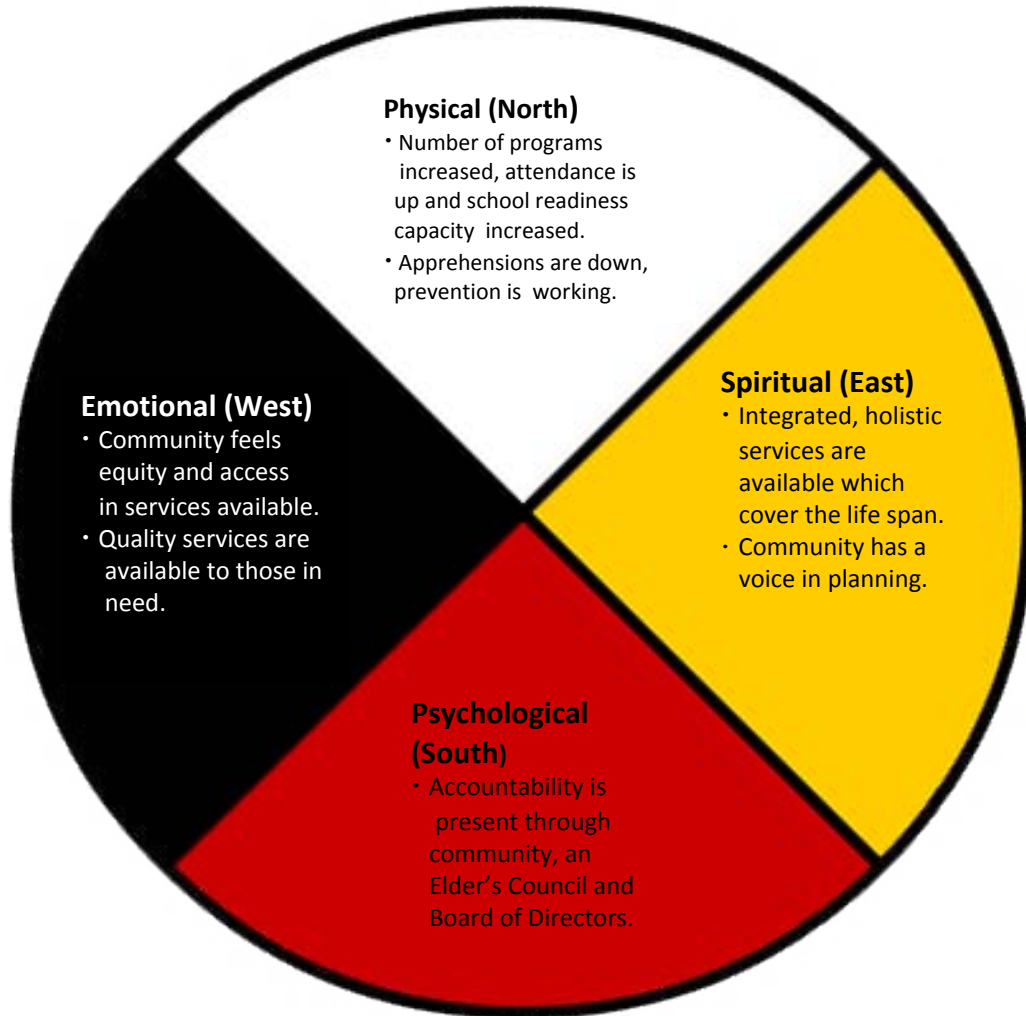 Physical (North)
· Number of programs
increased, attendance is
up and school readiness
capacity increased.
· Apprehensions are down,
prevention is working.
Emotional (West)
· Community feels
equity and access
in services available.
· Quality services are
available to those in
need.
Spiritual (East)
· Integrated, holistic
services are
available which
cover the life span.
· Community has a
voice in planning.
Psychological
(South)
· Accountability is
present through
community, an
Elder’s Council and
Board of Directors.